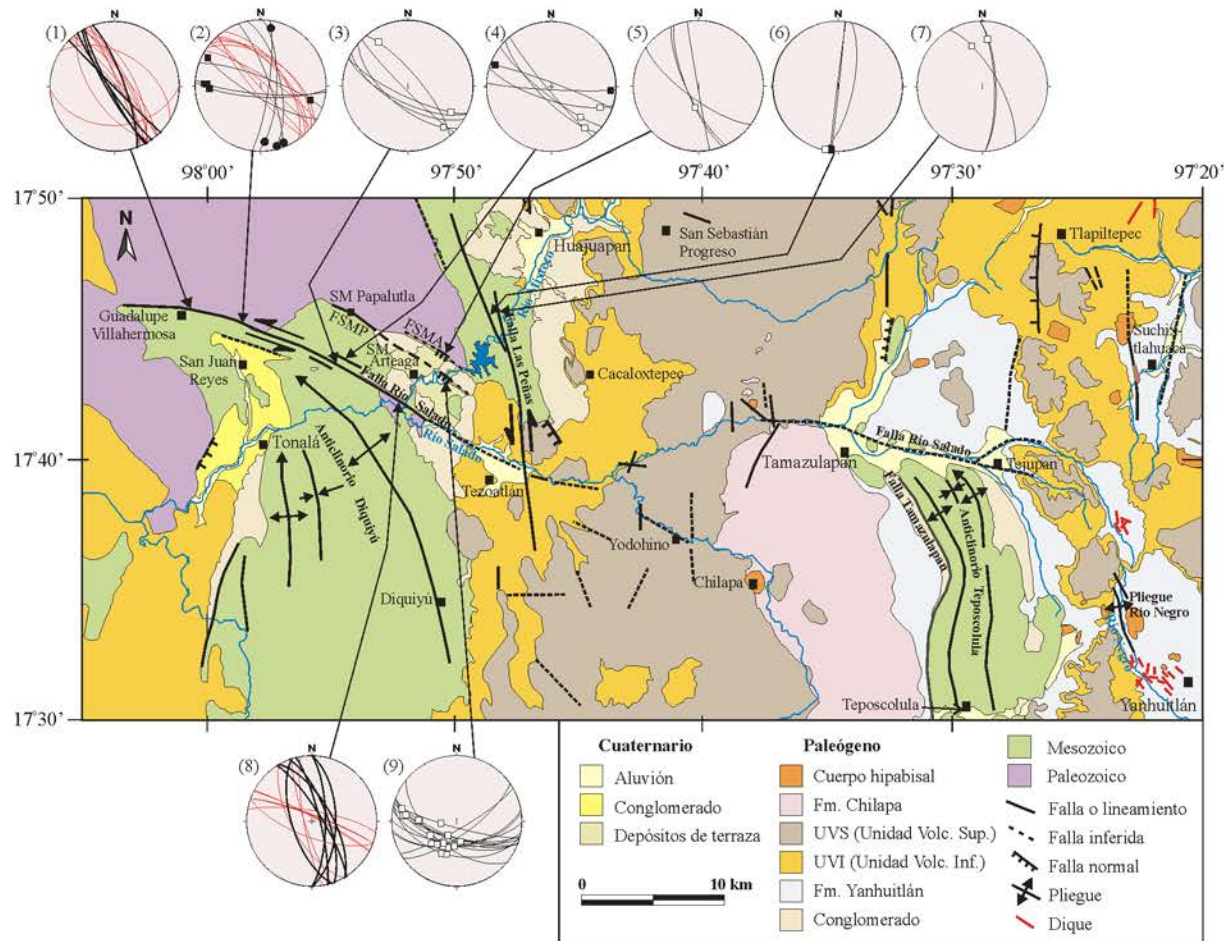 (1) (2) (3) (4) (5) (6) (7)
N N N N N N N
98°00' 97°50' 97°40' 97°30' 97°20'
17°50'
N
Huajuapan
San Sebastián
Progreso
Tlapiltepec
Río Mixteco
SM Papalutla
FSMP
FSMA
Guadalupe
Villahermosa
San Juan
Reyes
SM
Arteaga
Falla Las Peñas
Cacaloxtepec
Suchix-
tlahuaca
Falla Río Salado
Río Salado
Falla Río Salado
17°40'
Tonalá
Anticlinorio Diquiyú
Tezoatlán
Tamazulapan
Tejupan
Falla Tamazulapan
Anticlinorio Teposcolula
Yodohino
Chilapa
Diquiyú
Pliegue
Río Negro
Teposcolula
Yanhuitlán
17°30'
(8) (9)
N N
Cuaternario
Aluvión
Conglomerado
Depósitos de terraza
0 10 km
Paleógeno
Cuerpo hipabisal
Fm. Chilapa
UVS (Unidad Volc. Sup.)
UVI (Unidad Volc. Inf.)
Fm. Yanhuitlán
Conglomerado
Mesozoico
Paleozoico
Falla o lineamiento
Falla inferida
Falla normal
Pliegue
Dique